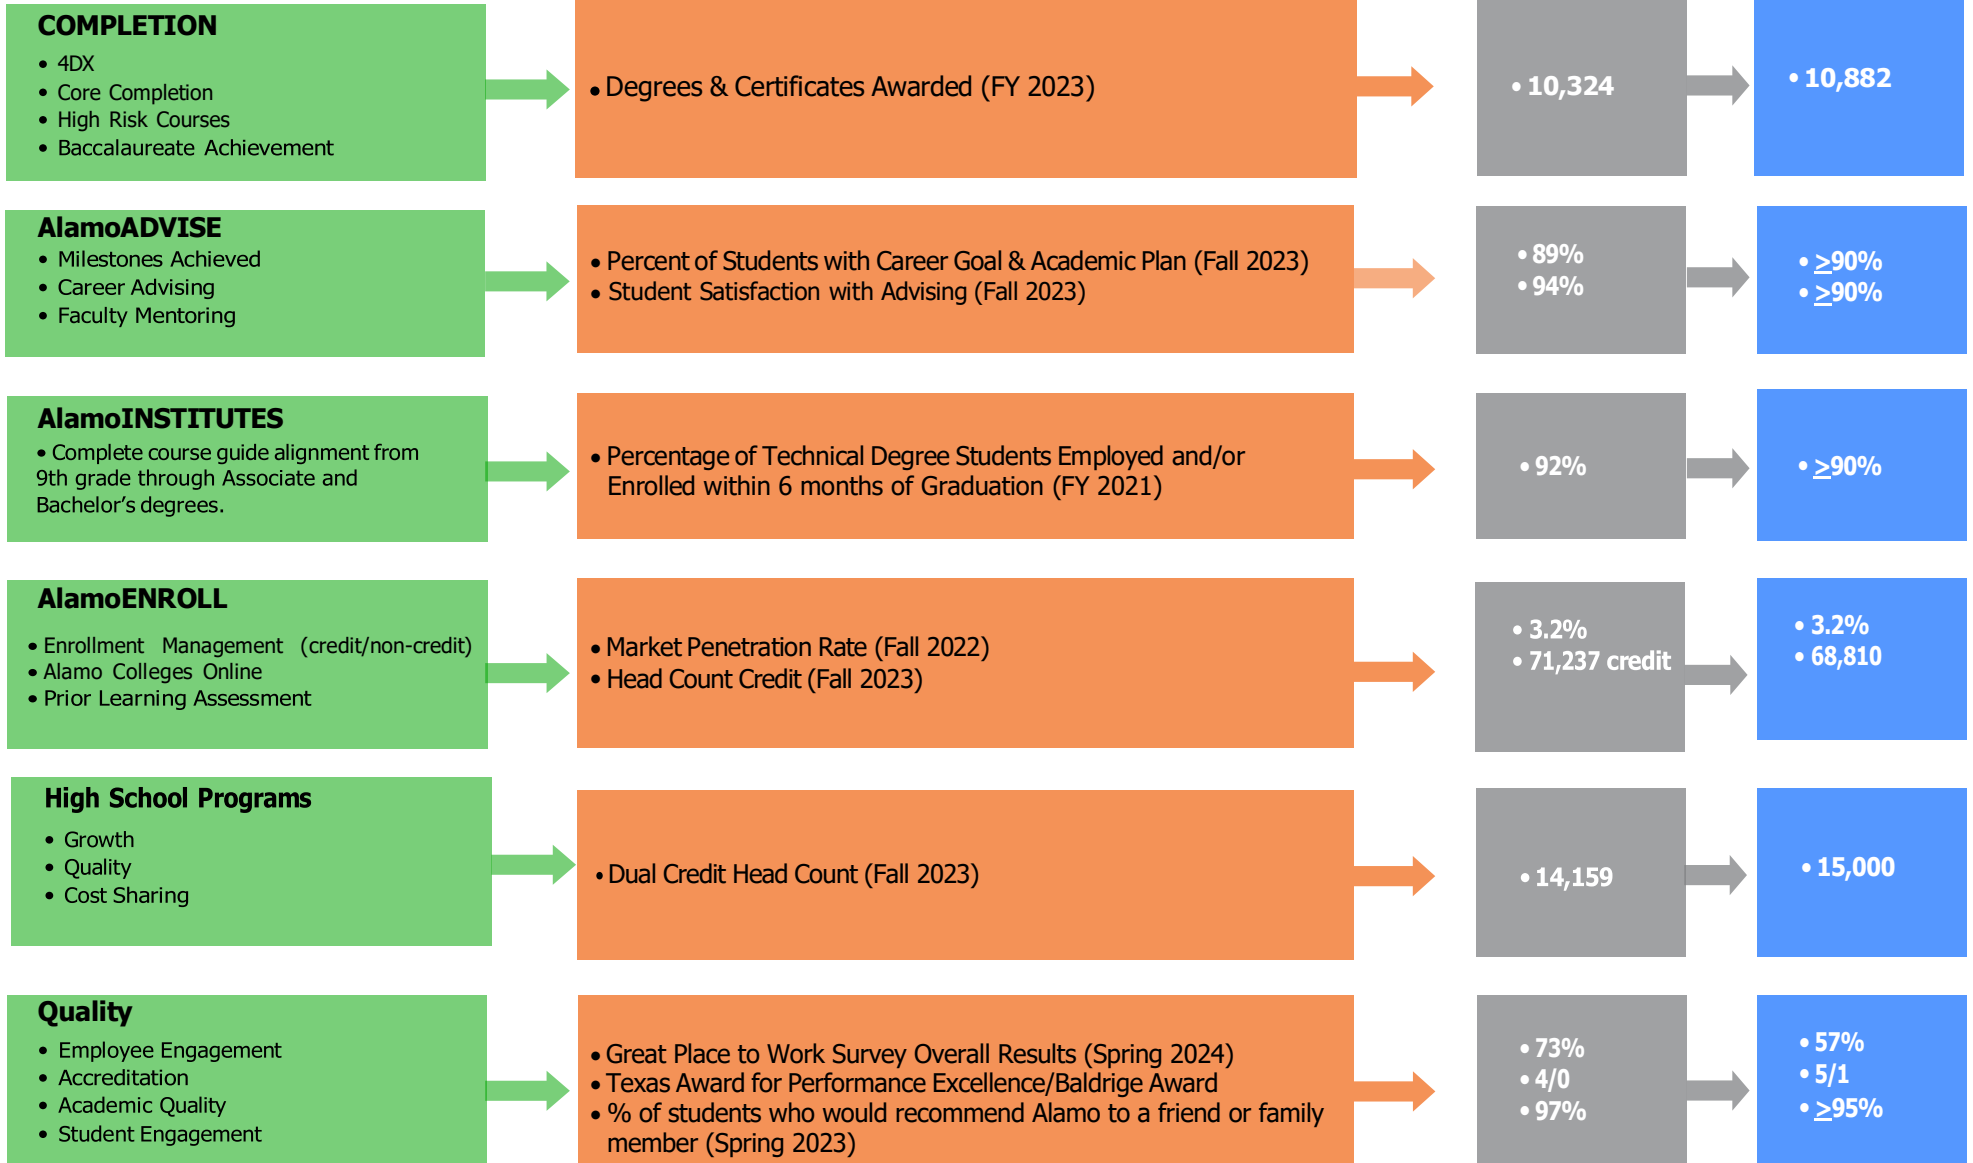 COMPLETION
• 4DX
• Core Completion
• High Risk Courses
• Baccalaureate Achievement
• Degrees & Certificates Awarded (FY 2023)
• 10,324
• 10,882
AlamoADVISE
• Milestones Achieved
• Career Advising
• Faculty Mentoring
• Percent of Students with Career Goal & Academic Plan (Fall 2023)
• Student Satisfaction with Advising (Fall 2023)
• 89%
• 94%
• ≥90%
• ≥90%
AlamoINSTITUTES
• Complete course guide alignment from
9th grade through Associate and
Bachelor’s degrees.
• Percentage of Technical Degree Students Employed and/or
Enrolled within 6 months of Graduation (FY 2021)
• 92%
• ≥90%
AlamoENROLL
• Enrollment Management (credit/non-credit)
• Alamo Colleges Online
• Prior Learning Assessment
• Market Penetration Rate (Fall 2022)
• Head Count Credit (Fall 2023)
• 3.2%
• 71,237 credit
• 3.2%
• 68,810
High School Programs
• Growth
• Quality
• Cost Sharing
• Dual Credit Head Count (Fall 2023)
• 14,159
• 15,000
Quality
• Employee Engagement
• Accreditation
• Academic Quality
• Student Engagement
• Great Place to Work Survey Overall Results (Spring 2024)
• Texas Award for Performance Excellence/Baldrige Award
• % of students who would recommend Alamo to a friend or family
member (Spring 2023)
• 73%
• 4/0
• 97%
• 57%
• 5/1
• ≥95%